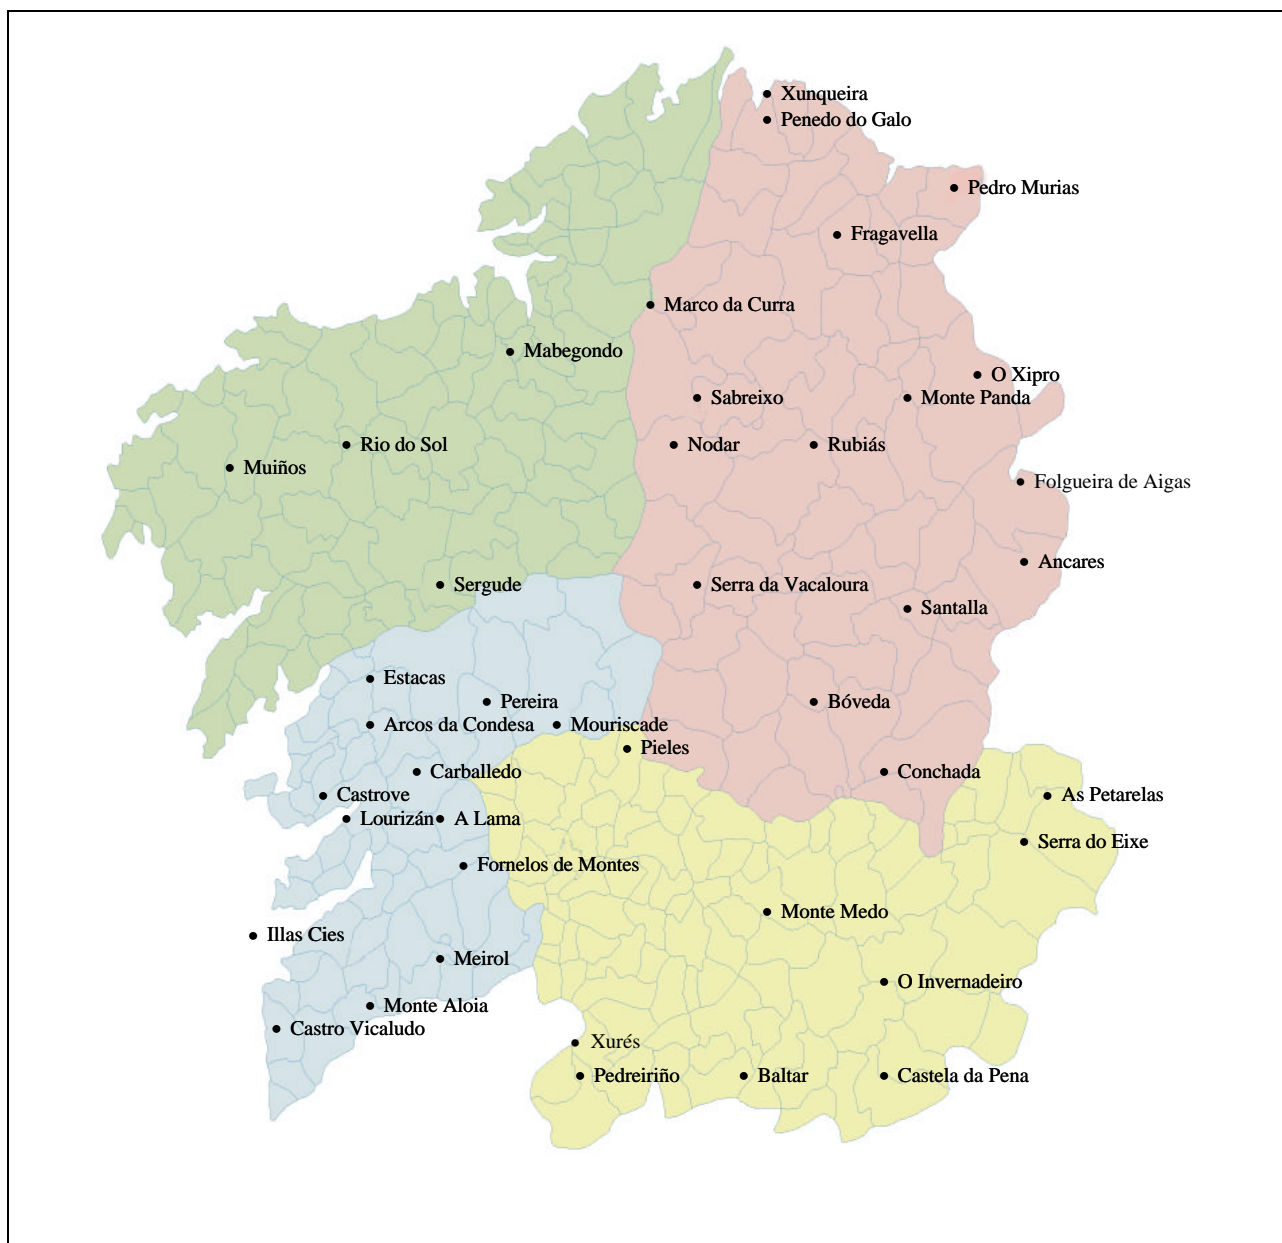 Xunqueira
Penedo do Galo
Pedro Murias
Fragavella
Marco da Curra
Mabegondo
O Xipro
Sabreixo
Monte Panda
Rio do Sol
Nodar
Rubiás
Muiños
Folgueira de Aigas
Ancares
Sergude
Serra da Vacaloura
Santalla
Estacas
Pereira
Bóveda
Arcos da Condesa
Mouriscade
Pieles
Carballedo
Conchada
Castrove
As Petarelas
Lourizán
A Lama
Serra do Eixe
Fornelos de Montes
Monte Medo
Illas Cies
Meirol
O Invernadeiro
Monte Aloia
Castro Vicaludo
Xurés
Pedreiriño
Baltar
Castela da Pena